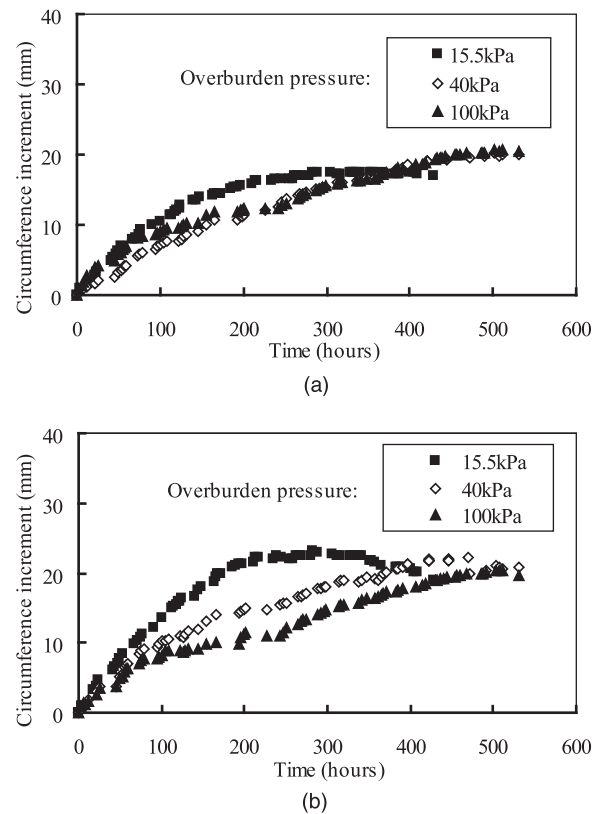 40
30
20
10
0
Circumference increment (mm)
Overburden pressure:
15.5kPa
40kPa
100kPa
0 100 200 300 400 500 600
Time (hours)
(a)
40
30
20
10
0
Circumference increment (mm)
Overburden pressure:
15.5kPa
40kPa
100kPa
0 100 200 300 400 500 600
Time (hours)
(b)